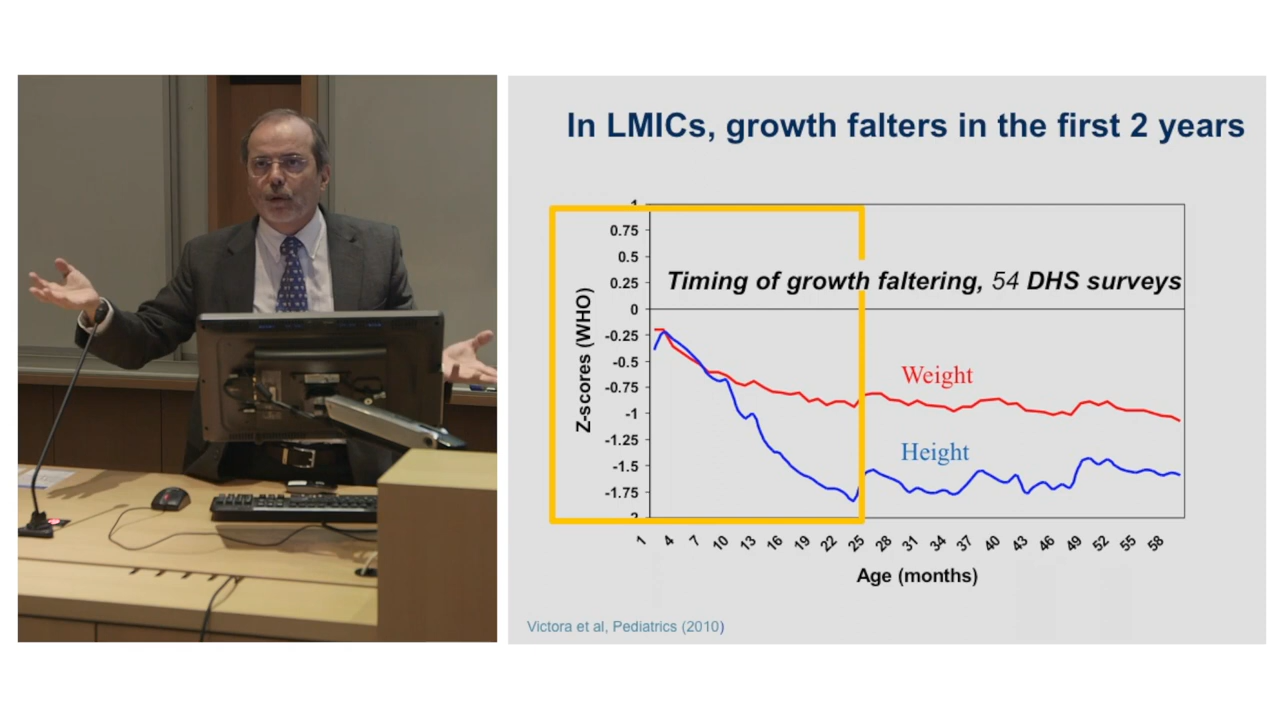 In LMICs, growth falters in the first 2 years
1
0.75
0.5
0.25
0
-0.25
-0.5
-0.75
-1
-1.25
-1.5
-1.75
Z-scores (WHO)
Timing of growth faltering, 54 DHS surveys
Weight
Height
1 4 7 10 13 16 19 22 25 28 31 34 37 40 43 46 49 52 55 58
Age (months)
Victora et al, Pediatrics (2010)